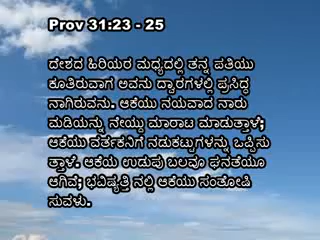 Prov 31:23 - 25
ದೇಶದ ಹಿರಿಯರ ಮಧ್ಯದಲ್ಲಿ ತನ್ನ ಪತಿಯು
ಕೂತಿರುವಾಗ ಅವನು ದ್ವಾರಗಳಲ್ಲಿ ಪ್ರಸಿದ್ಧ
ನಾಗಿರುವನು. ಆಕೆಯು ನಯವಾದ ನಾರು
ಮಡಿಯನ್ನು ನೇಯ್ದು ಮಾರಾಟ ಮಾಡುತ್ತಾಳೆ;
ಆಕೆಯು ವರ್ತಕನಿಗೆ ನಡುಕಟ್ಟುಗಳನ್ನು ಒಪ್ಪಿಸು
ತ್ತಾಳೆ. ಆಕೆಯ ಉಡುಪು ಬಲವೂ ಘನತೆಯೂ
ಆಗಿವೆ; ಭವಿಷ್ಯತ್ತಿ ನಲ್ಲಿ ಆಕೆಯು ಸಂತೋಷಿ
ಸುವಳು.